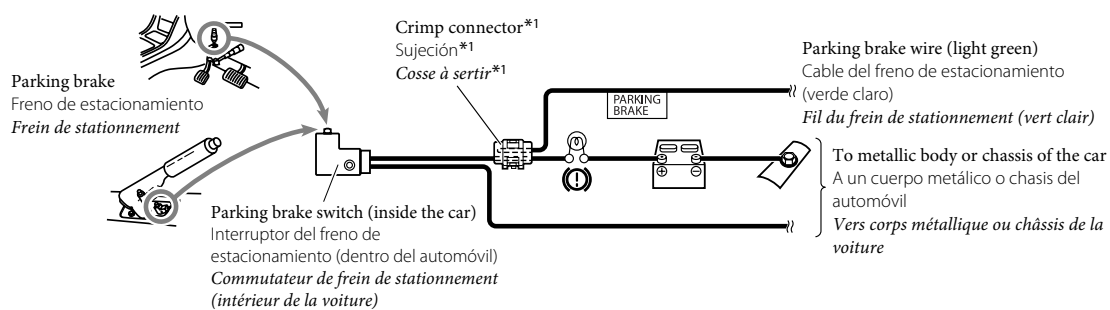 Crimp connector*1
Sujeción*1
Cosse à sertir*1
Parking brake
Freno de estacionamiento
Frein de stationnement
PARKING
BRAKE
Parking brake wire (light green)
Cable del freno de estacionamiento
(verde claro)
Fil du frein de stationnement (vert clair)
To metallic body or chassis of the car
A un cuerpo metálico o chasis del
automóvil
Vers corps métallique ou châssis de la
voiture
Parking brake switch (inside the car)
Interruptor del freno de
estacionamiento (dentro del automóvil)
Commutateur de frein de stationnement
(intérieur de la voiture)